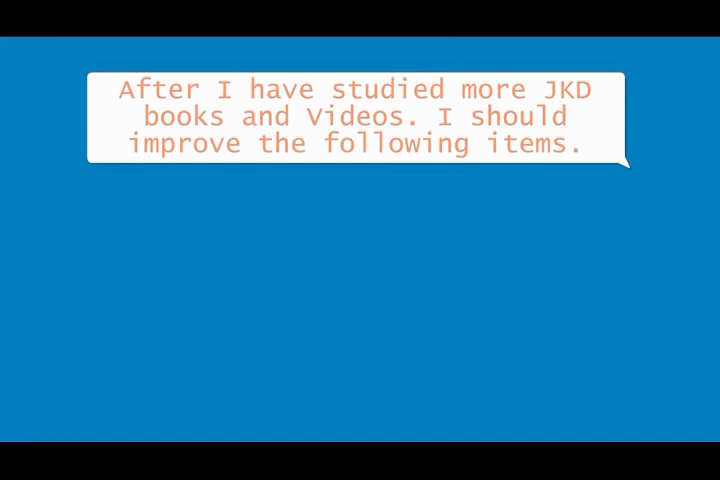 After I have studied more JKD
books and Videos. I should
improve the following items.